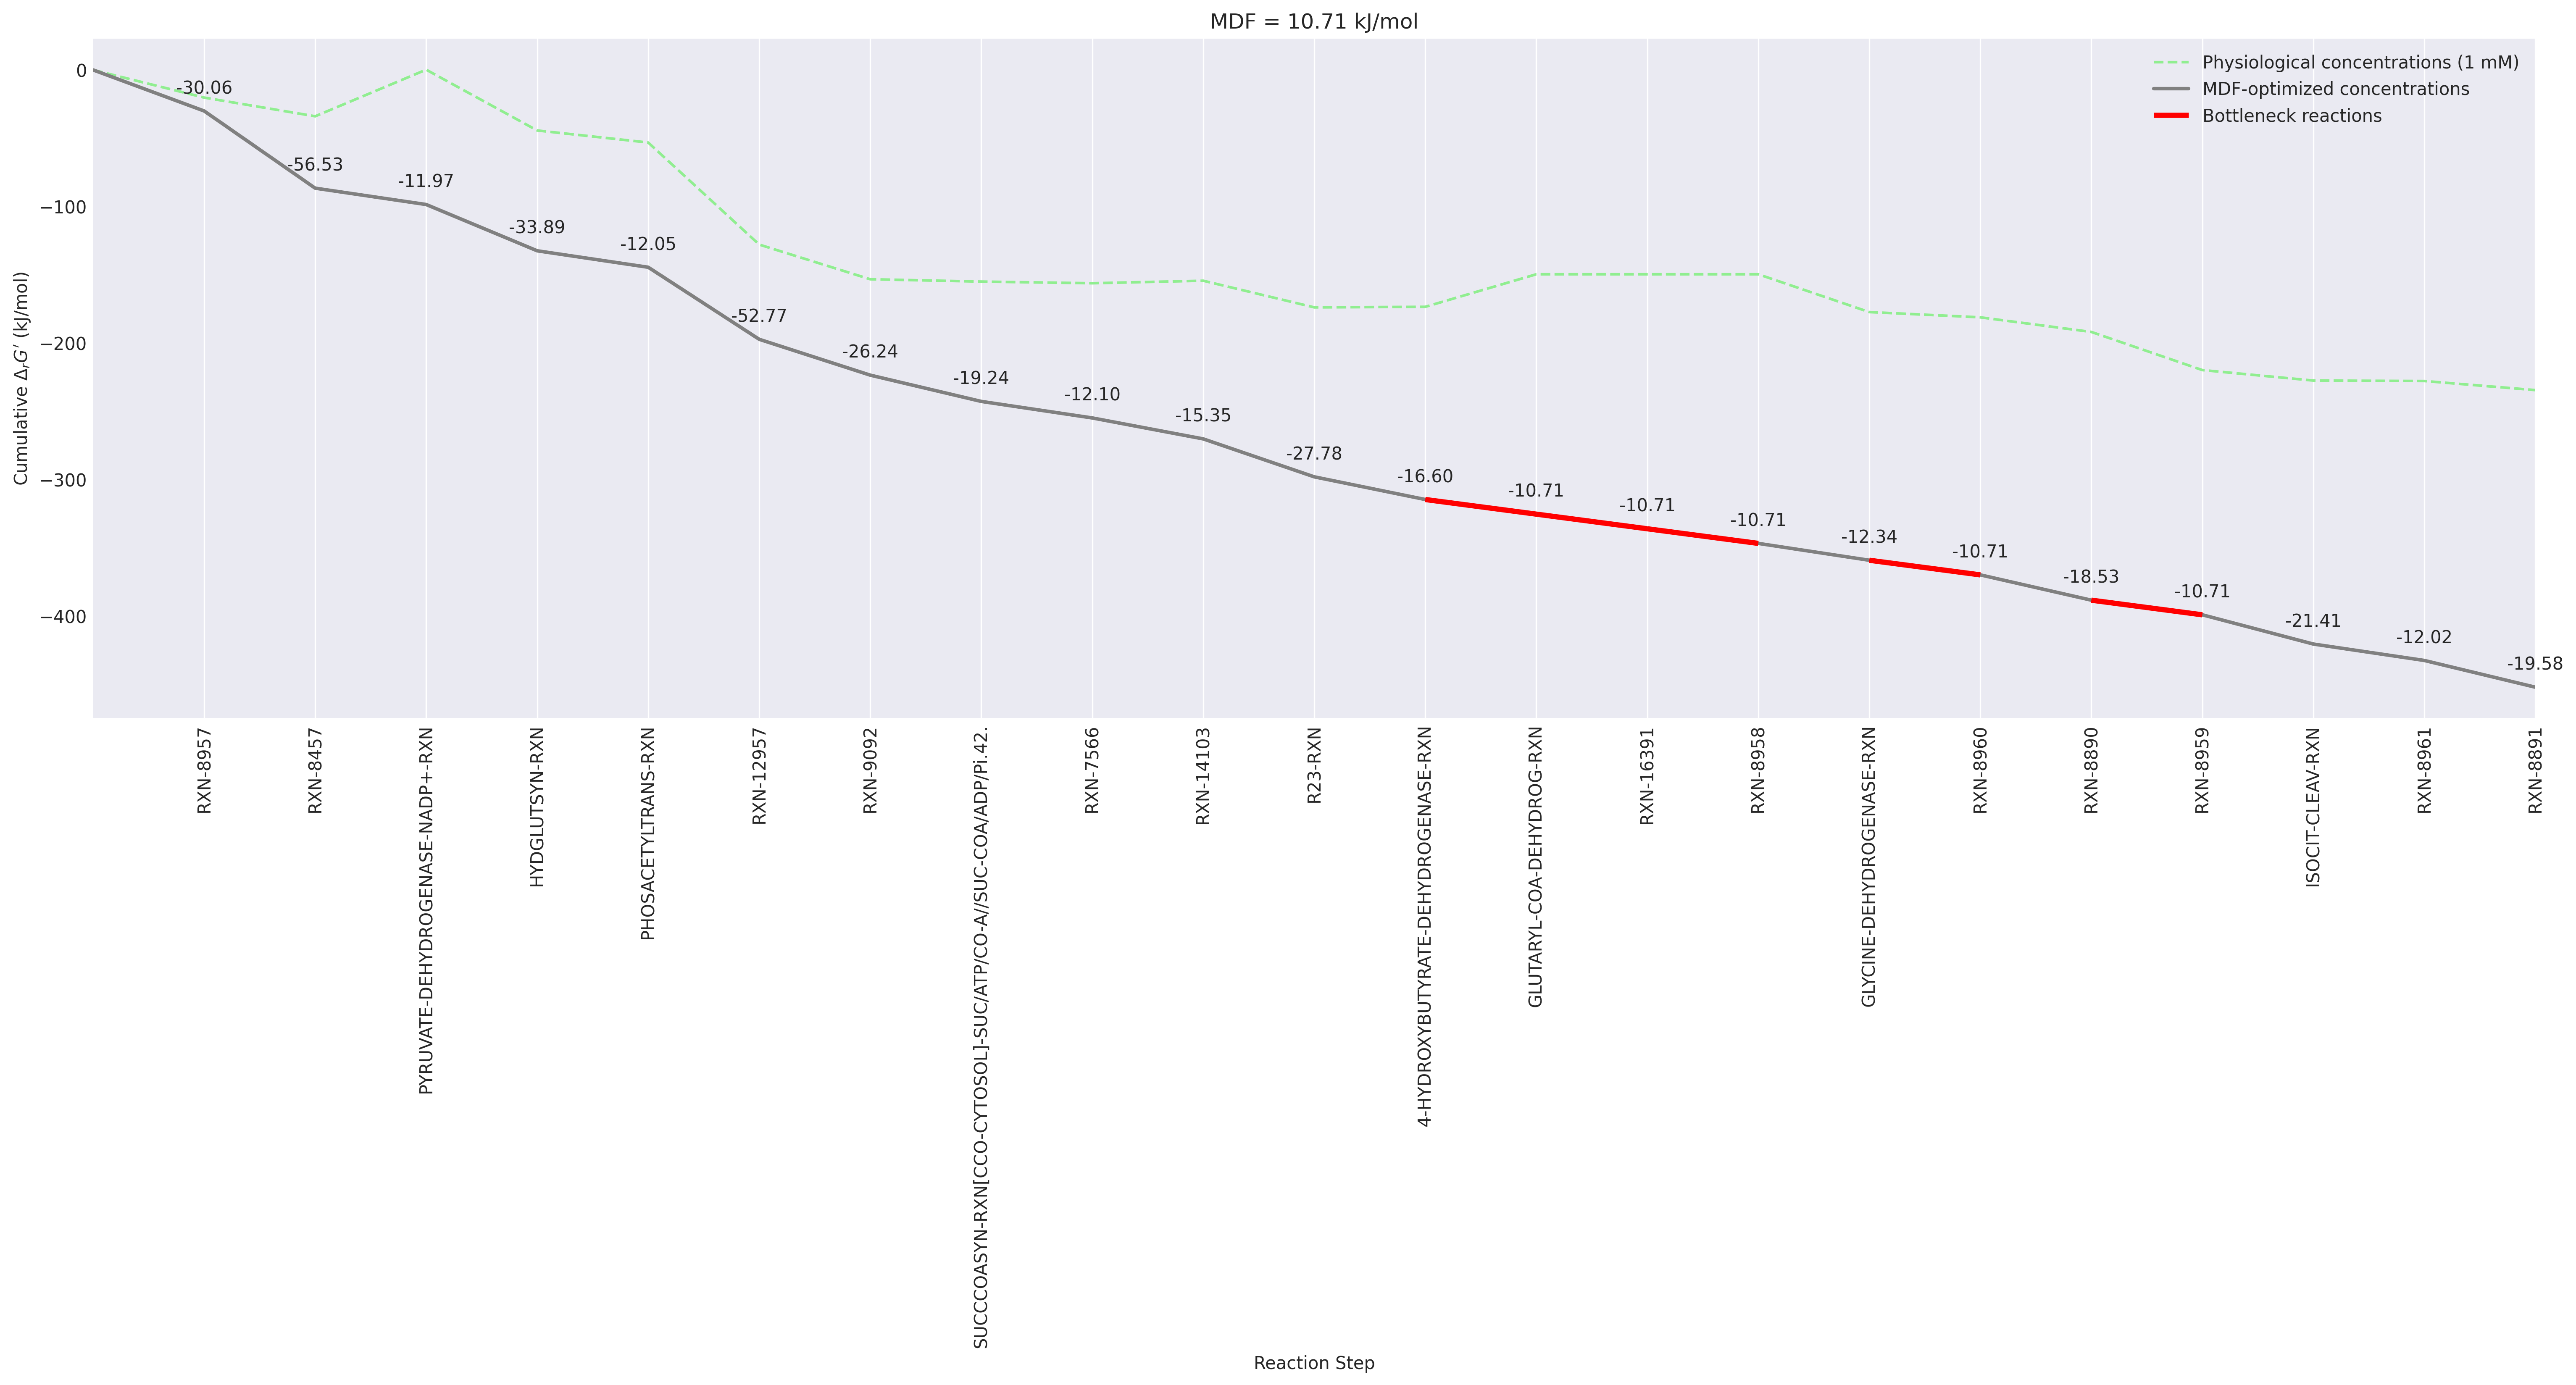 MDF = 10.71 kJ/mol
Physiological concentrations (1 mM)
MDF-optimized concentrations
Bottleneck reactions
Cumulative ΔrG′ (kJ/mol)
0
−100
−200
−300
−400
-30.06
-56.53
-11.97
-33.89
-12.05
-52.77
-26.24
-19.24
-12.10
-15.35
-27.78
-16.60
-10.71
-10.71
-10.71
-12.34
-10.71
-18.53
-10.71
-21.41
-12.02
-19.58
RXN-8957
RXN-8457
PYRUVATE-DEHYDROGENASE-NADP+-RXN
HYDGLUTSYN-RXN
PHOSACETYLTRANS-RXN
RXN-12957
RXN-9092
SUCCCOASYN-RXN[CCO-CYTOSOL]-SUC/ATP/CO-A//SUC-COA/ADP/Pi.42.
RXN-7566
RXN-14103
R23-RXN
4-HYDROXYBUTYRATE-DEHYDROGENASE-RXN
GLUTARYL-COA-DEHYDROG-RXN
RXN-16391
RXN-8958
GLYCINE-DEHYDROGENASE-RXN
RXN-8960
RXN-8890
RXN-8959
ISOCIT-CLEAV-RXN
RXN-8961
RXN-8891
Reaction Step